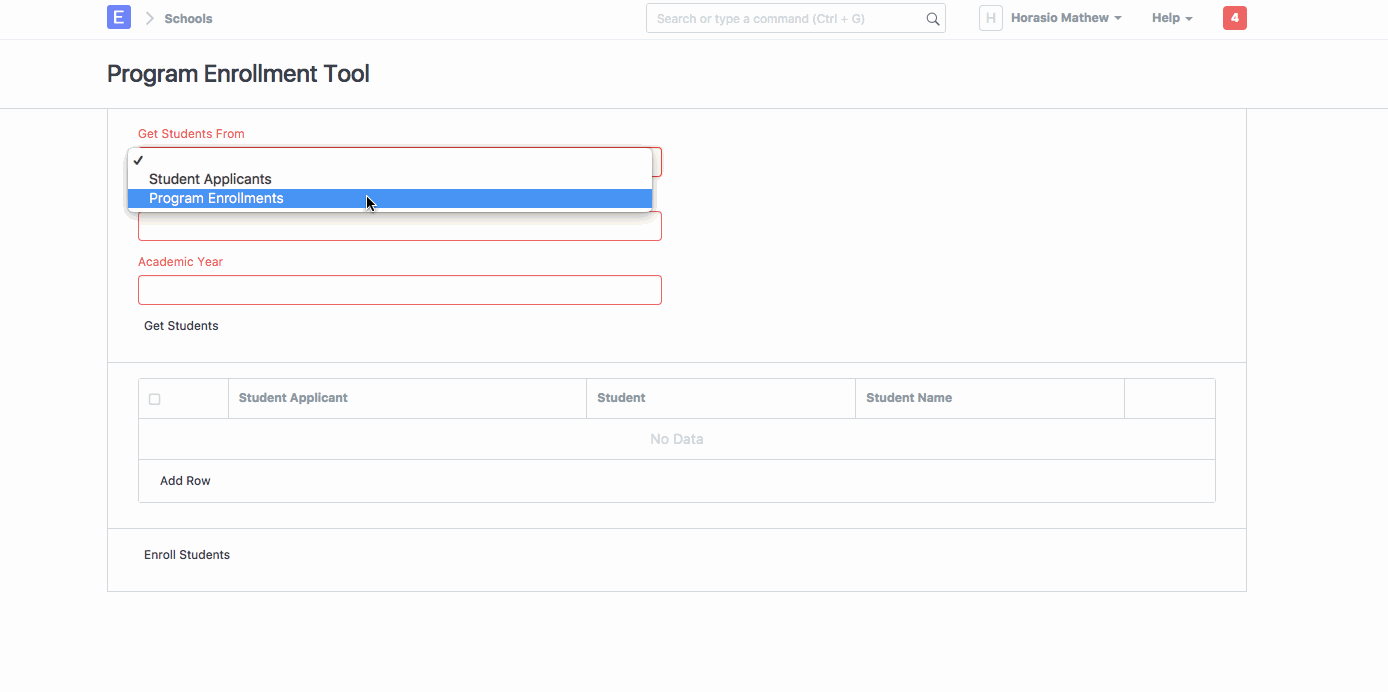 E Schools Search or type a command (Ctrl + G) H Horasio Mathew Help 4
Program Enrollment Tool
Get Students From
✓
Student Applicants
Program Enrollments
Academic Year
Get Students
Student Applicant Student Student Name
No Data
Add Row
Enroll Students